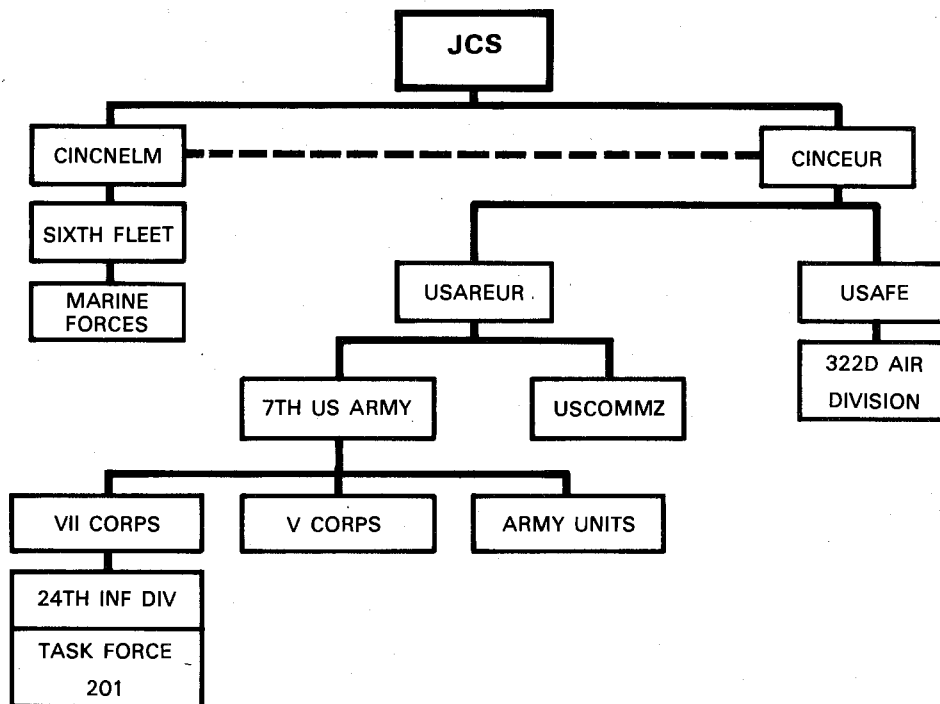 JCS
CINCNELM
CINCEUR
SIXTH FLEET
MARINE
FORCES
USAREUR
USAFE
322D AIR
DIVISION
7TH US ARMY
USCOMMZ
VII CORPS
V CORPS
ARMY UNITS
24TH INF DIV
TASK FORCE
201